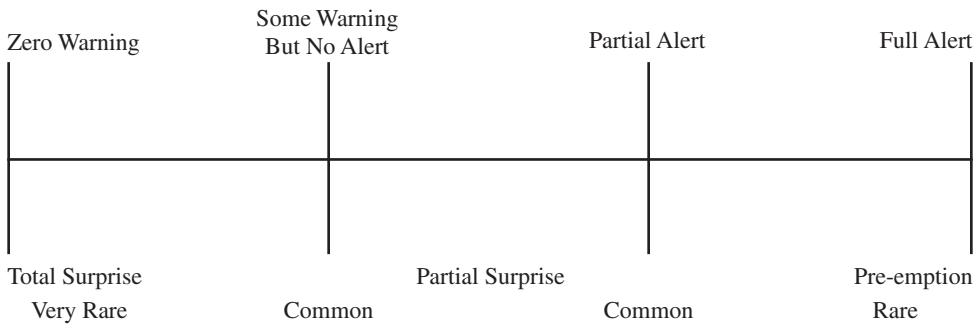 Zero Warning
Some Warning
But No Alert
Partial Alert
Full Alert
Total Surprise
Partial Surprise
Pre-emption
Very Rare
Common
Common
Rare